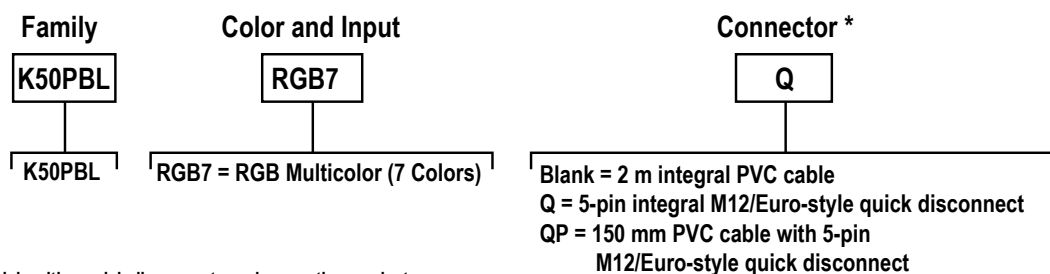 Family
Color and Input
Connector *
K50PBL
RGB7
Q
K50PBL
RGB7 = RGB Multicolor (7 Colors)
Blank = 2 m integral PVC cable
Q = 5-pin integral M12/Euro-style quick disconnect
QP = 150 mm PVC cable with 5-pin
M12/Euro-style quick disconnect